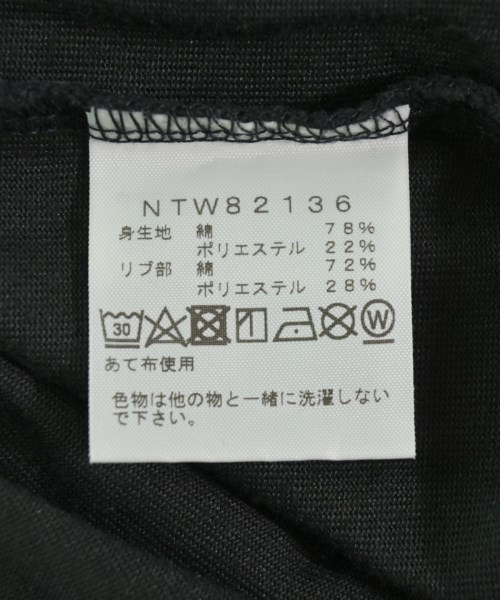 NTW82136
身生地 綿 78%
ポリエステル 22%
リブ部 綿 72%
ポリエステル 28%
30 W
あて布使用
色物は他の物と一緒に洗濯しない
で下さい。